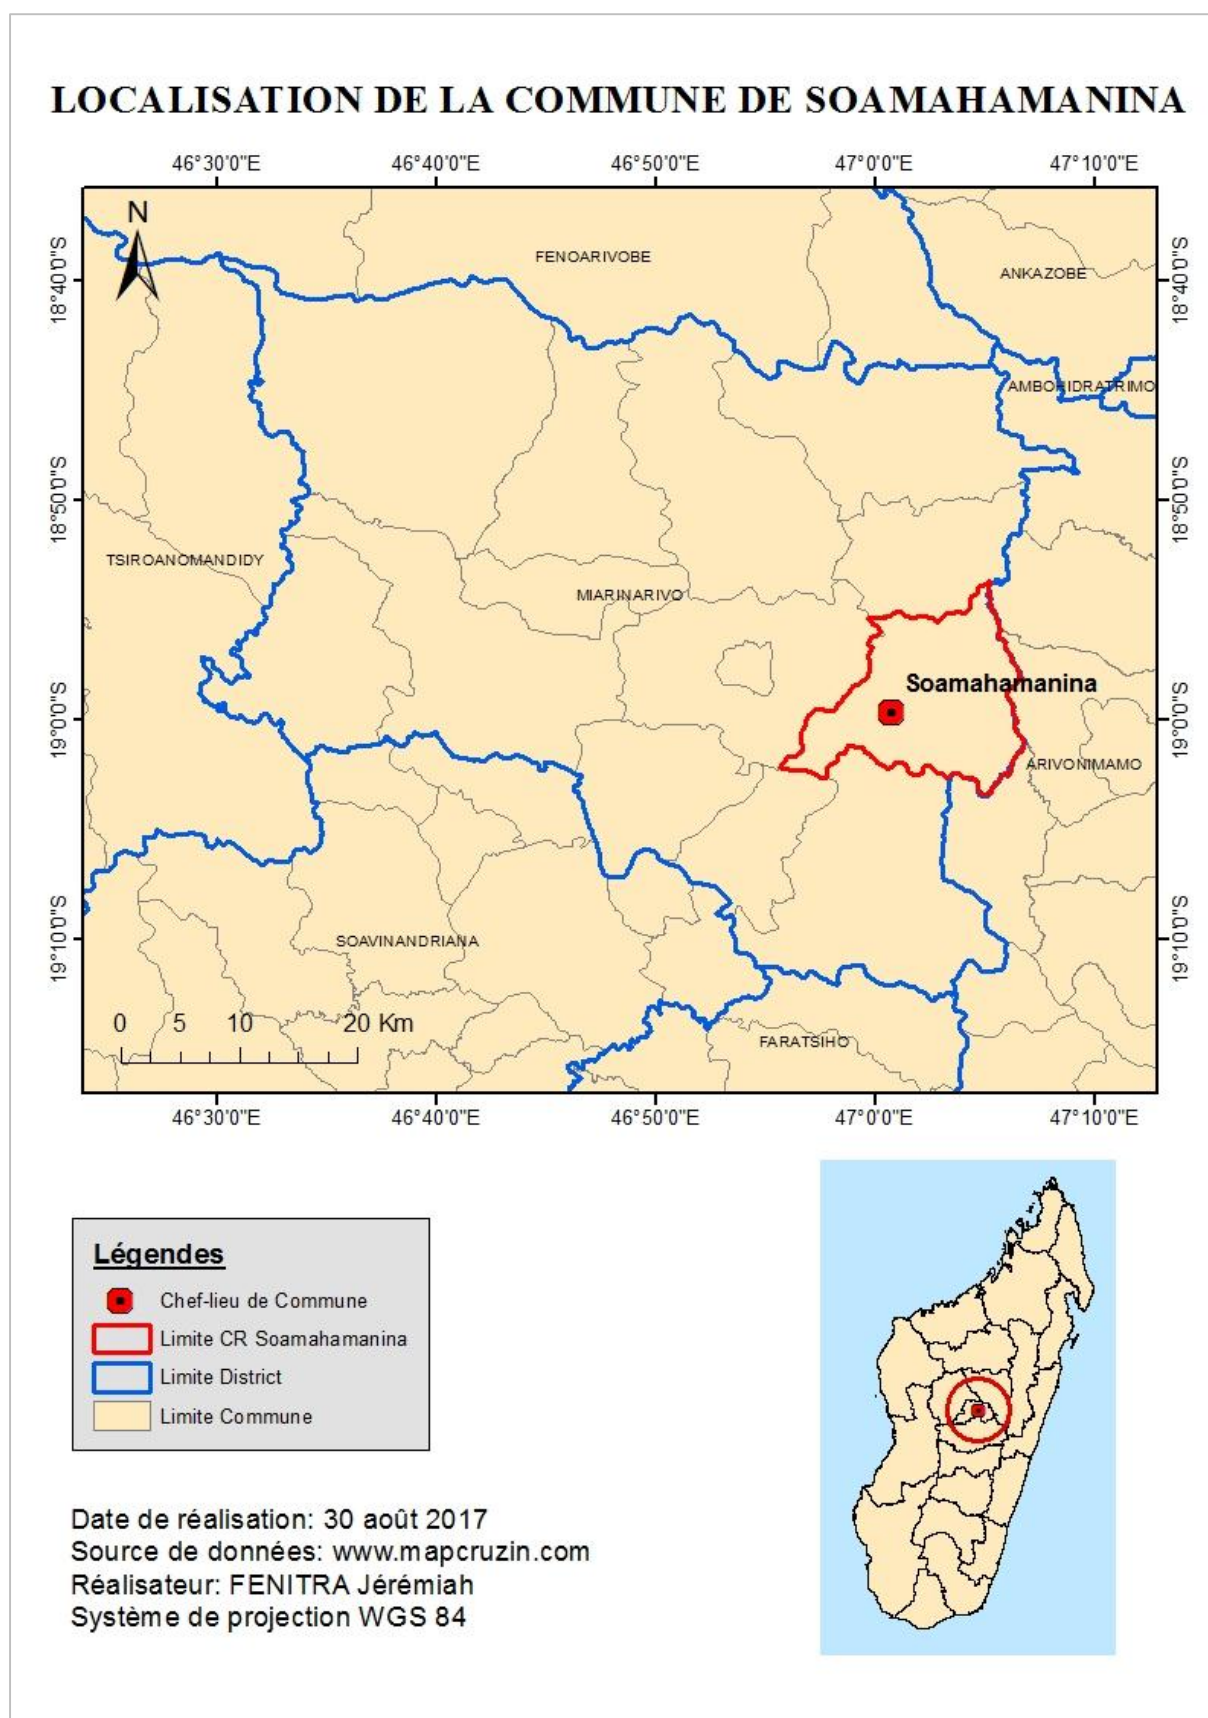 LOCALISATION DE LA COMMUNE DE SOAMAHAMANINA
46°30'0"E 46°40'0"E 46°50'0"E 47°0'0"E 47°10'0"E
N
FENOARIVOBE
ANKAZOBE
18°40'0"S 18°40'0"S
AMBOHIDRATRIMO
18°50'0"S 18°50'0"S
TSIROANOMANDIDY
MIARINARIVO
Soamahamanina
19°0'0"S 19°0'0"S
ARIVONIMAMO
19°10'0"S 19°10'0"S
SOAVINANDRIANA
0 5 10 20 Km
FARATSIHO
46°30'0"E 46°40'0"E 46°50'0"E 47°0'0"E 47°10'0"E
Légendes
Chef-lieu de Commune
Limite CR Soamahamanina
Limite District
Limite Commune
Date de réalisation: 30 août 2017
Source de données: www.mapcruzin.com
Réalisateur: FENITRA Jérémiah
Système de projection WGS 84